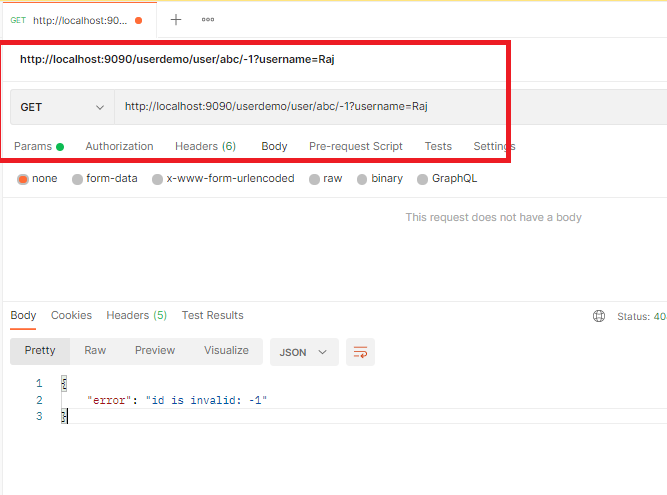 GET http://localhost:90...
http://localhost:9090/userdemo/user/abc/-1?username=Raj
GET http://localhost:9090/userdemo/user/abc/-1?username=Raj
Params Authorization Headers (6) Body Pre-request Script Tests Settings
none form-data x-www-form-urlencoded raw binary GraphQL
This request does not have a body
Body Cookies Headers (5) Test Results Status: 40
Pretty Raw Preview Visualize JSON
1 {
2 "error": "id is invalid: -1"
3 }